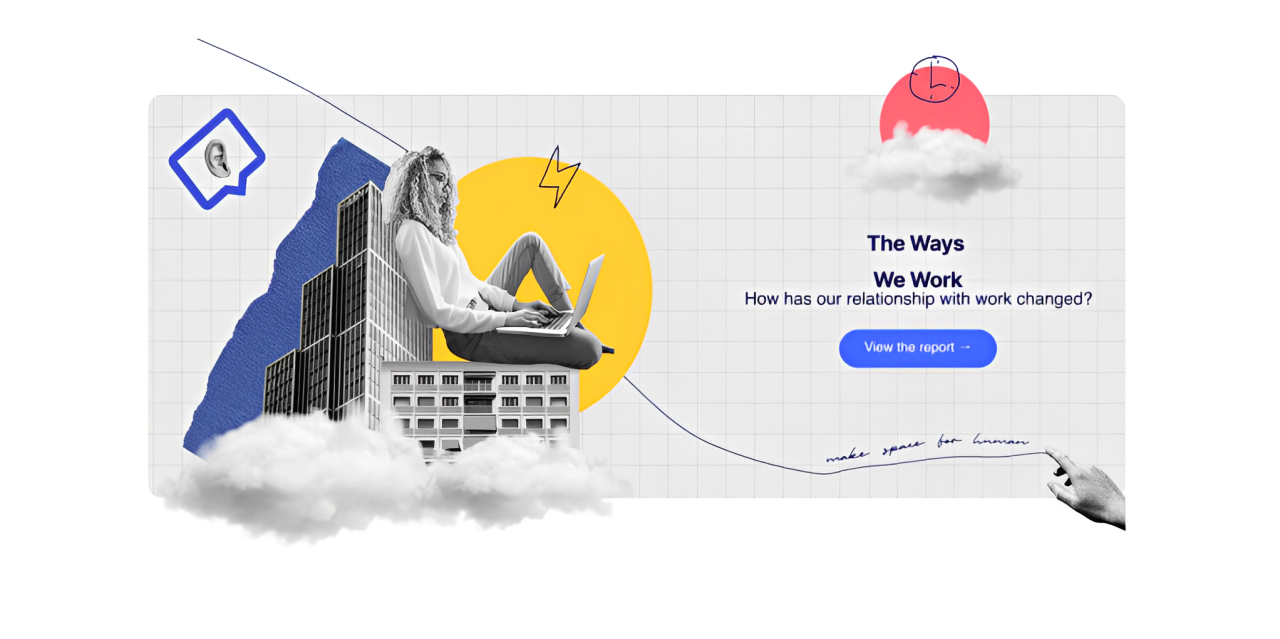 The Ways
We Work
How has our relationship with work changed?
View the report →
make space for human